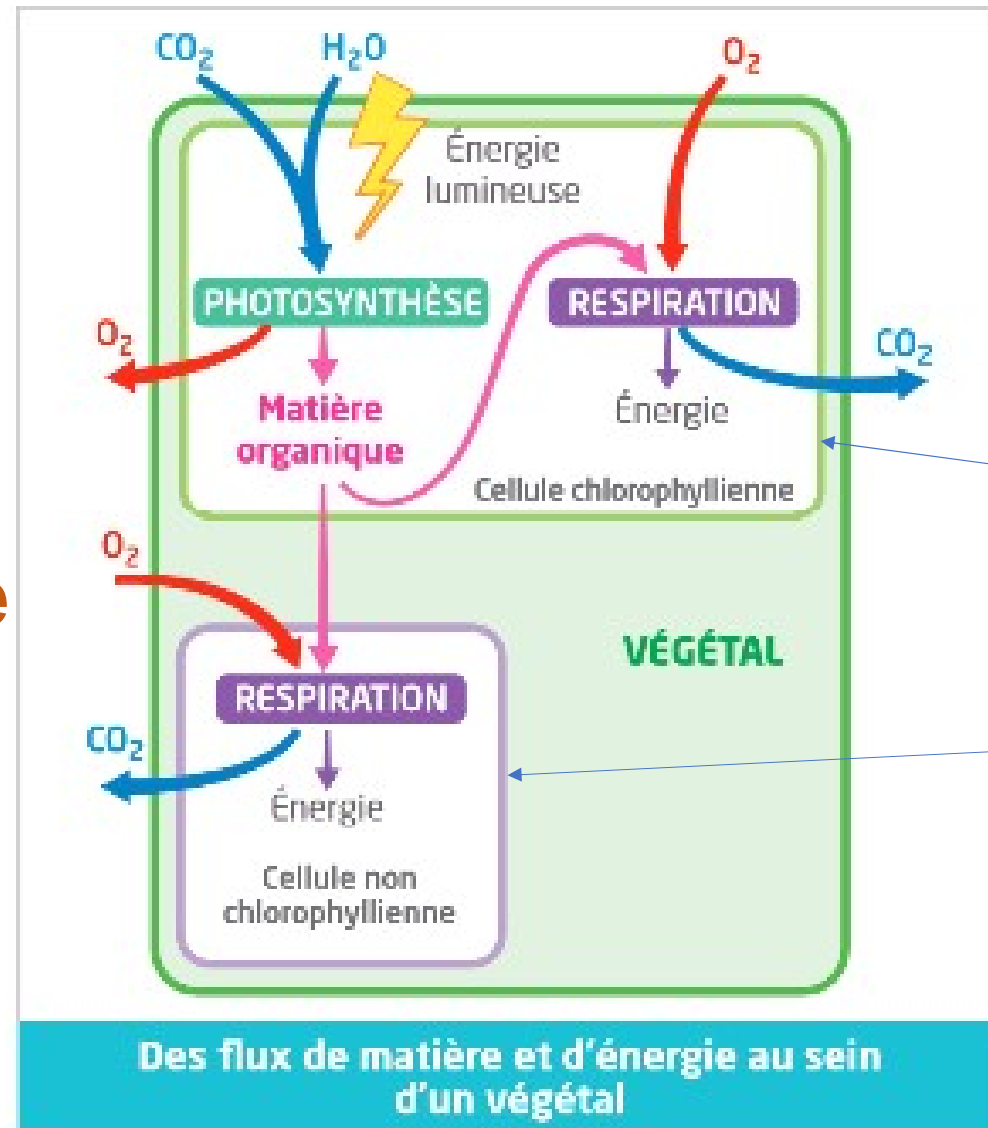 CO₂ H₂O O₂
Énergie
lumineuse
PHOTOSYNTHÈSE RESPIRATION
O₂ CO₂
Matière
organique
Énergie
Cellule chlorophyllienne
O₂
e
VÉGÉTAL
RESPIRATION
CO₂
Énergie
Cellule non
chlorophyllienne
Des flux de matière et d'énergie au sein
d'un végétal